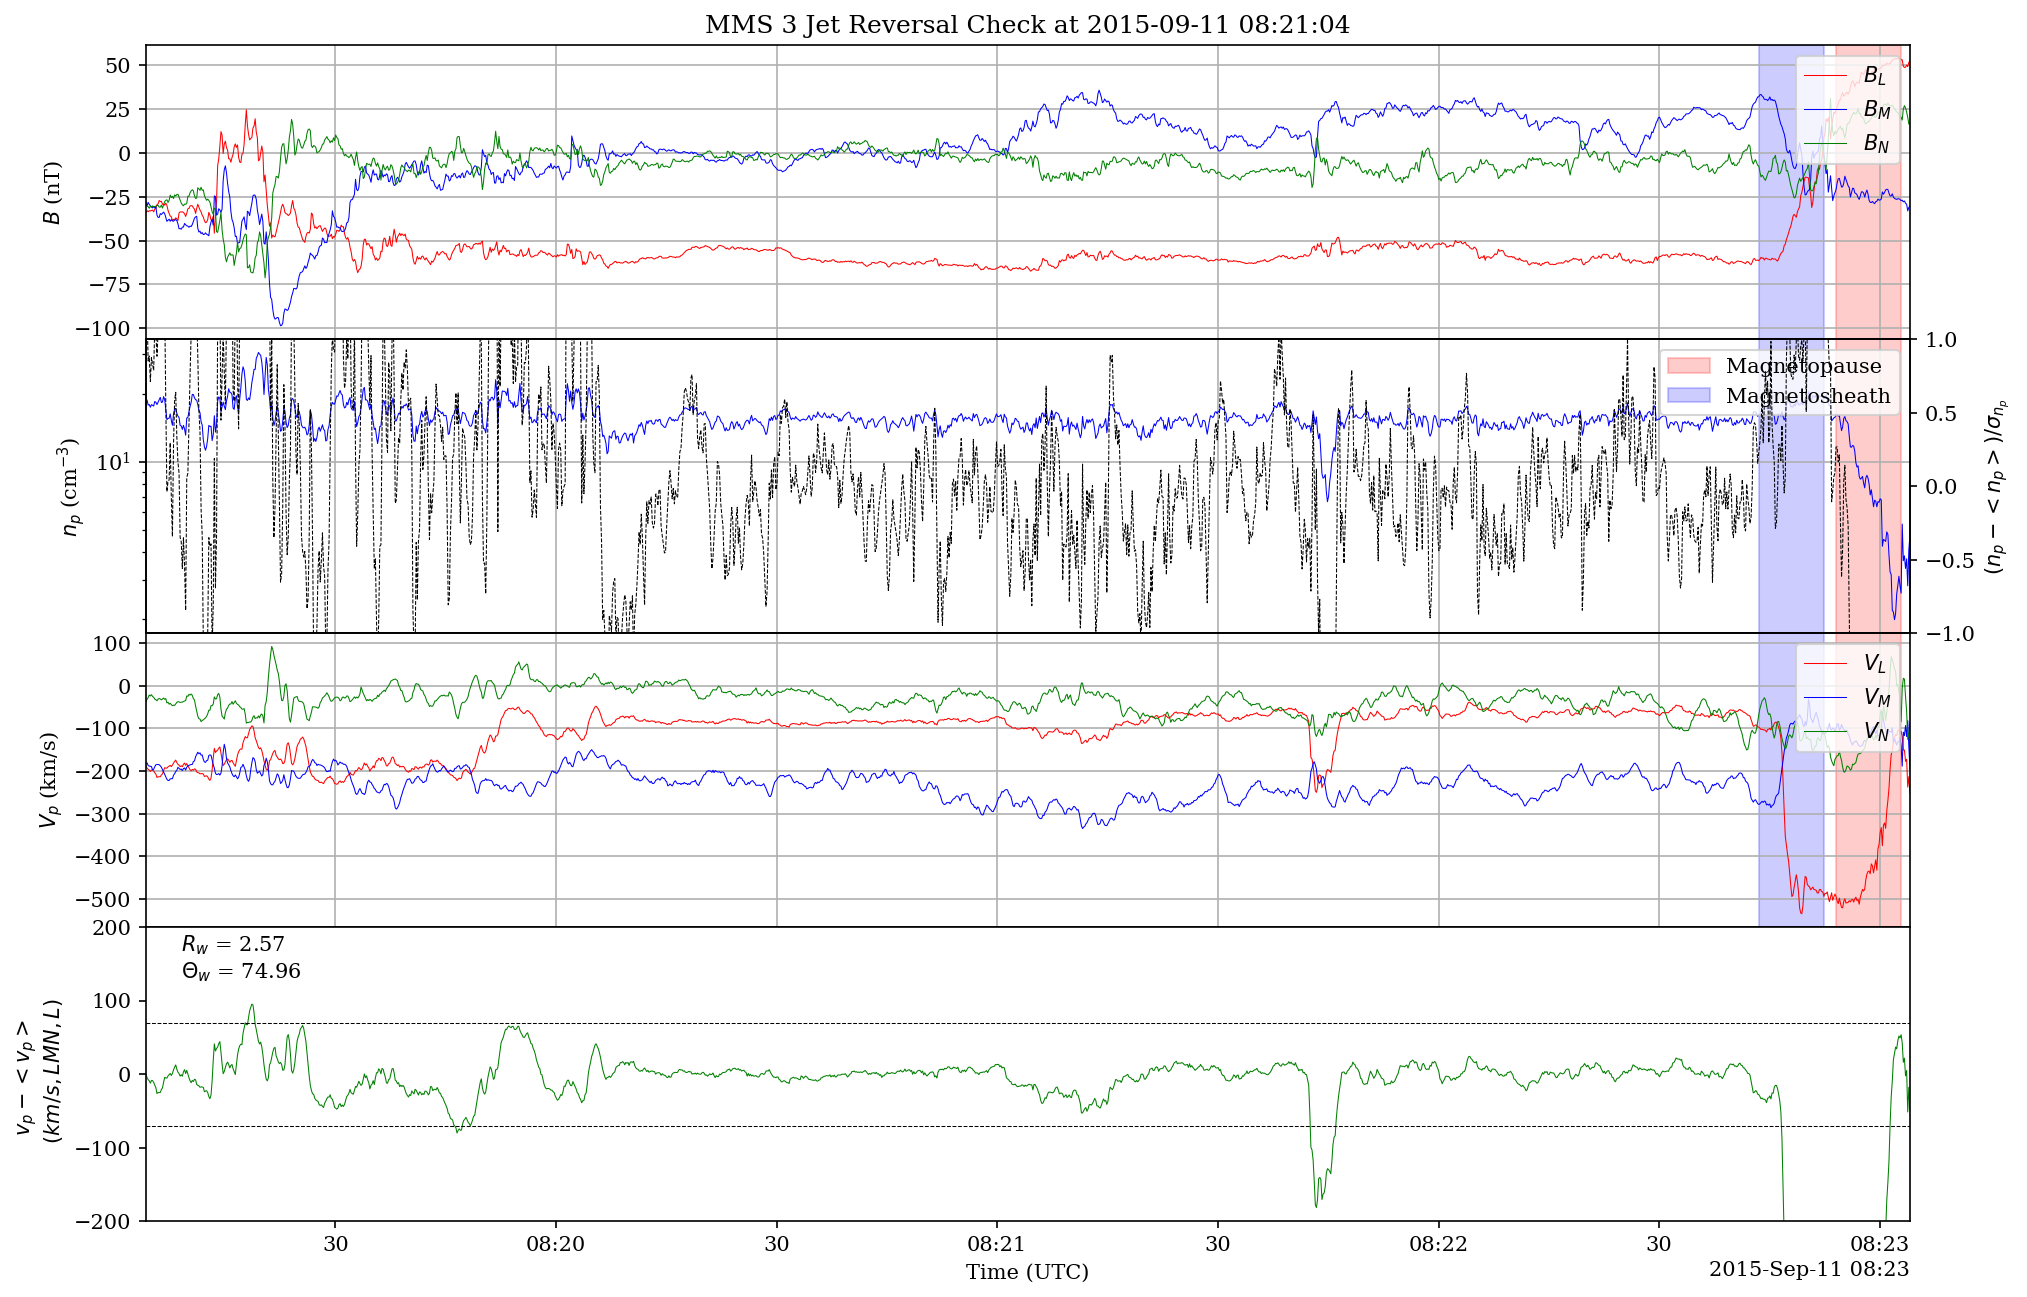 MMS 3 Jet Reversal Check at 2015-09-11 08:21:04
50
25
0
−25
−50
−75
−100
B (nT)
B_L
B_M
B_N
10^1
n_p (cm^−3)
Magnetopause
Magnetosheath
1.0
0.5
0.0
−0.5
−1.0
(n_p − < n_p >)/σ_{n_p}
100
0
−100
−200
−300
−400
−500
V_p (km/s)
V_L
V_M
V_N
200
100
0
−100
−200
v_p − < v_p >
(km/s, LMN, L)
R_w = 2.57
Θ_w = 74.96
30 08:20 30 08:21 30 08:22 30 08:23
Time (UTC)
2015-Sep-11 08:23